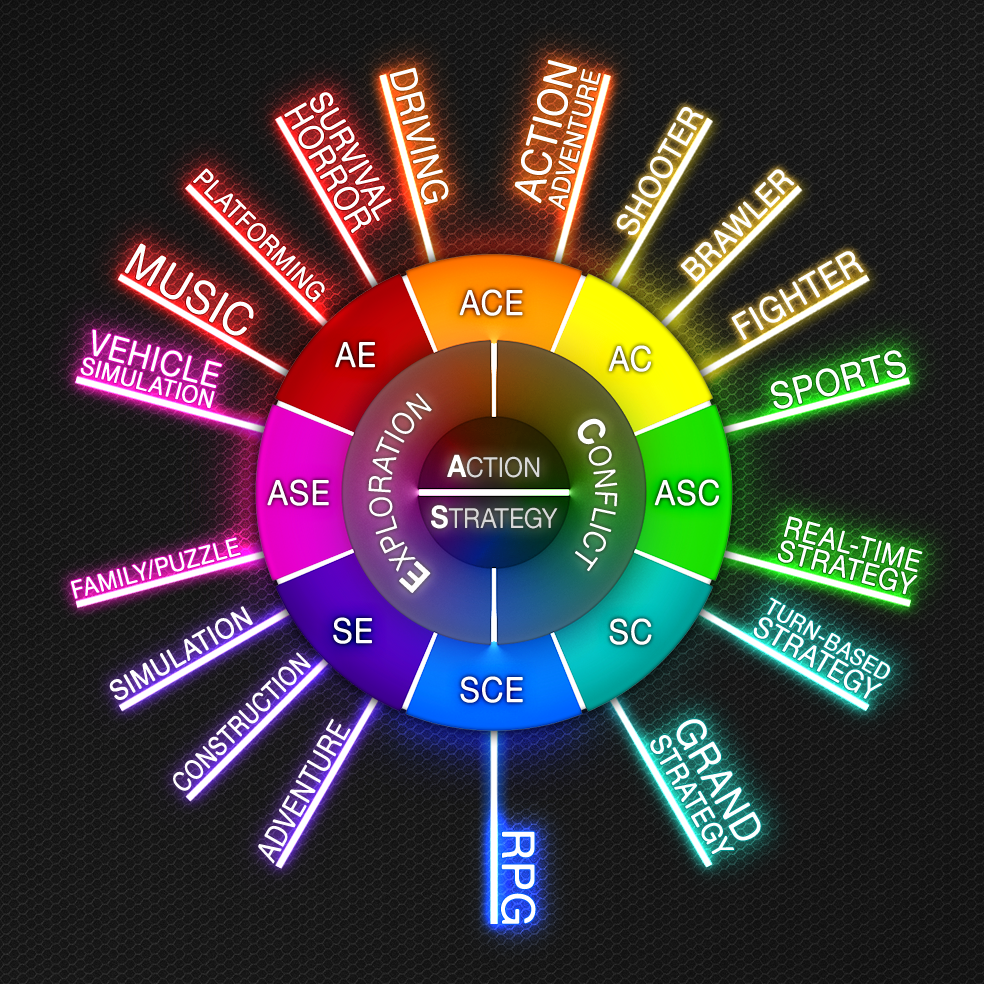 DRIVING
ACTION
ADVENTURE
SHOOTER
BRAWLER
FIGHTER
SPORTS
REAL-TIME
STRATEGY
TURN-BASED
STRATEGY
GRAND
STRATEGY
RPG
ADVENTURE
CONSTRUCTION
SIMULATION
FAMILY/PUZZLE
VEHICLE
SIMULATION
MUSIC
PLATFORMING
SURVIVAL
HORROR
ACE
AC
ASC
SC
SCE
SE
ASE
AE
EXPLORATION
CONFLICT
ACTION
STRATEGY